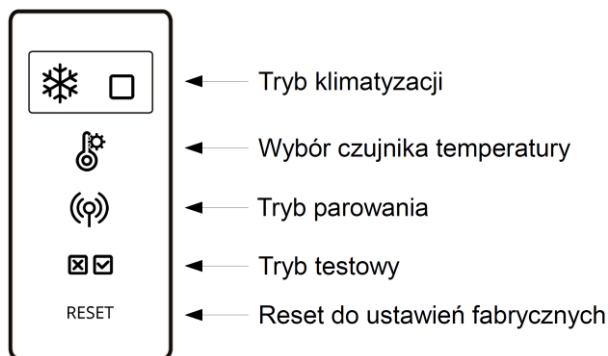 Tryb klimatyzacji
Wybór czujnika temperatury
Tryb parowania
Tryb testowy
RESET Reset do ustawień fabrycznych